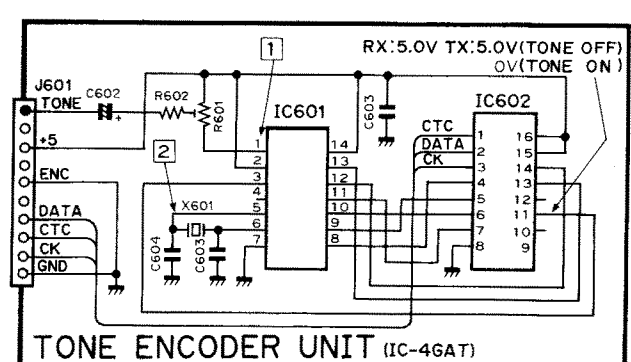 RX:5.0V TX:5.0V(TONE OFF)
0V(TONE ON)
1
J601
TONE
C602
+
R602
R601
IC601
C603
IC602
+5
ENC
DATA
CTC
CK
GND
2
X601
C604
C603
1
2
3
4
5
6
7
14
13
12
11
10
9
8
CTC
DATA
CK
1
2
3
4
5
6
7
8
16
15
14
13
12
11
10
9
TONE ENCODER UNIT (IC-4GAT)